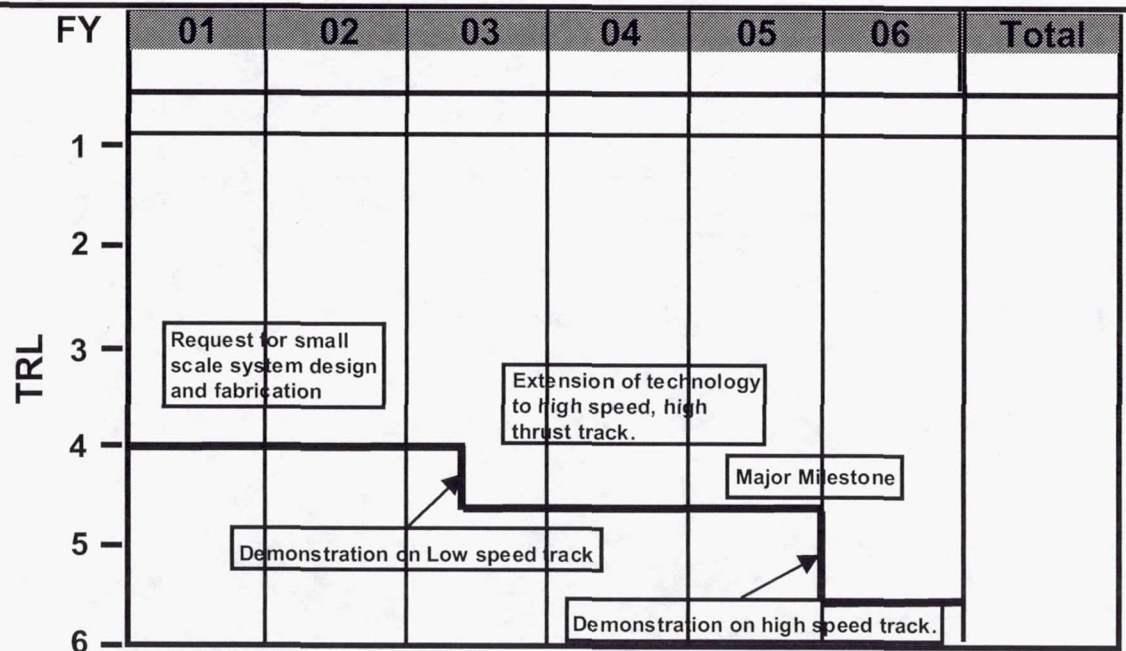 FY 01 02 03 04 05 06 Total
1
2
TRL
3
Request for small
scale system design
and fabrication
Extension of technology
to high speed, high
thrust track.
4
Major Milestone
5
Demonstration on Low speed track
Demonstration on high speed track.
6